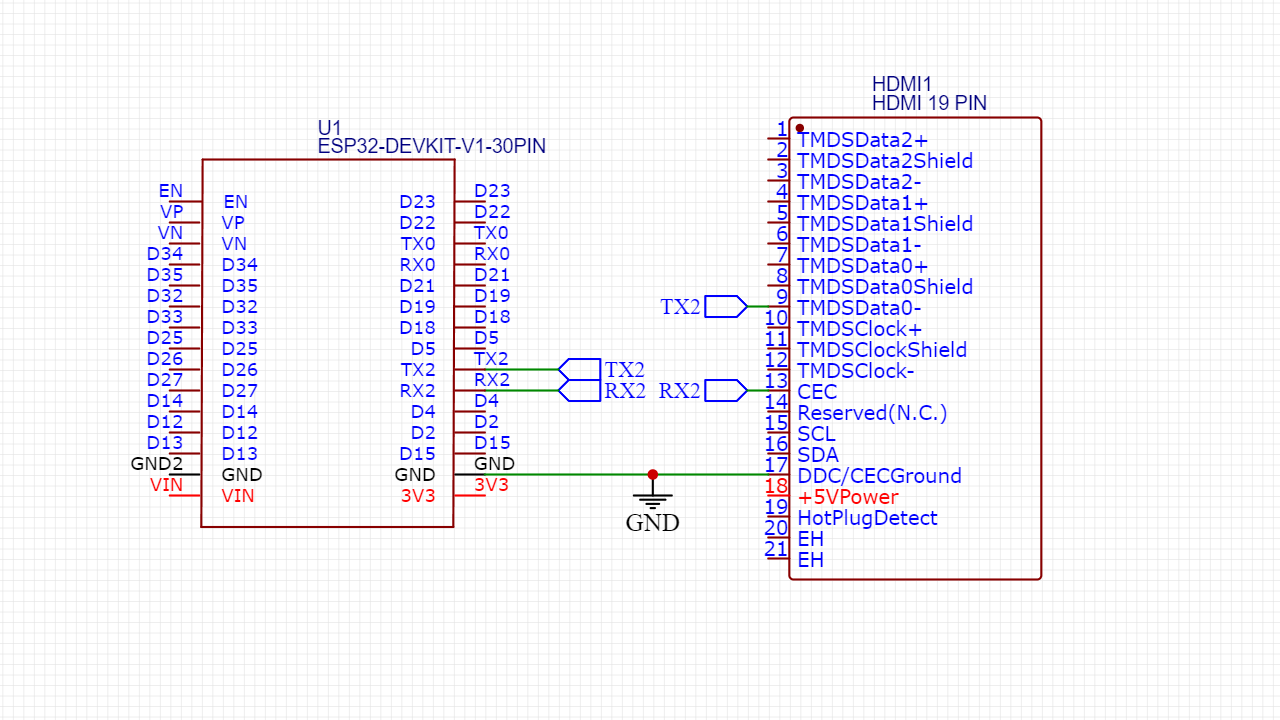 U1
ESP32-DEVKIT-V1-30PIN
EN EN D23 D23
VP VP D22 D22
VN VN TX0 TX0
D34 D34 RX0 RX0
D35 D35 D21 D21
D32 D32 D19 D19
D33 D33 D18 D18
D25 D25 D5 D5
D26 D26 TX2 TX2 TX2
D27 D27 RX2 RX2 RX2
D14 D14 D4 D4
D12 D12 D2 D2
D13 D13 D15 D15
GND2 GND GND GND
VIN VIN 3V3 3V3
GND
HDMI1
HDMI 19 PIN
1 TMDSData2+
2 TMDSData2Shield
3 TMDSData2-
4 TMDSData1+
5 TMDSData1Shield
6 TMDSData1-
7 TMDSData0+
8 TMDSData0Shield
TX2 9 TMDSData0-
10 TMDSClock+
11 TMDSClockShield
12 TMDSClock-
RX2 13 CEC
14 Reserved(N.C.)
15 SCL
16 SDA
17 DDC/CECGround
18 +5VPower
19 HotPlugDetect
20 EH
21 EH